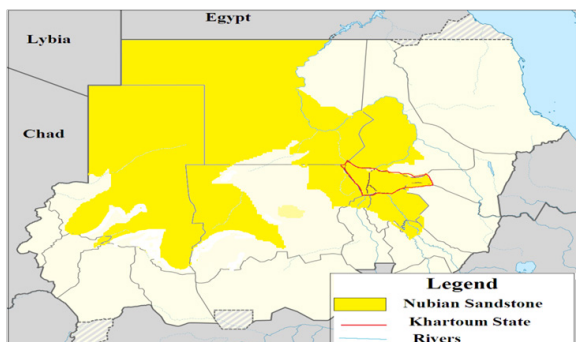 Egypt
Lybia
Chad
Legend
Nubian Sandstone
Khartoum State
Rivers